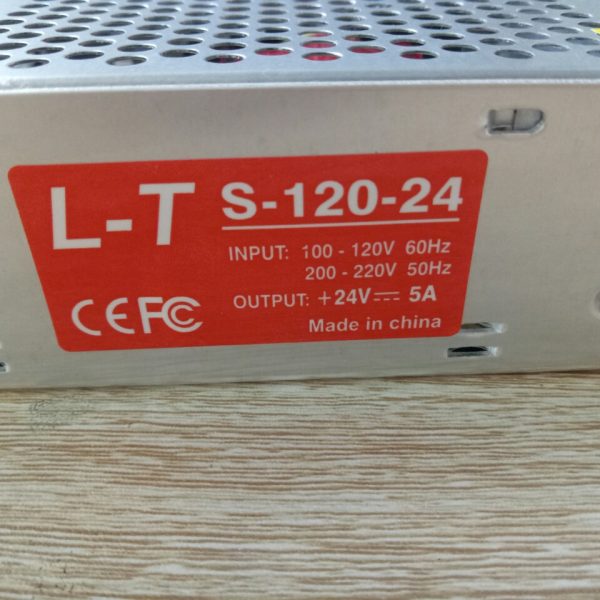 L-T S-120-24
INPUT: 100 - 120V 60Hz
200 - 220V 50Hz
OUTPUT: +24V⎓ 5A
CE FC Made in china